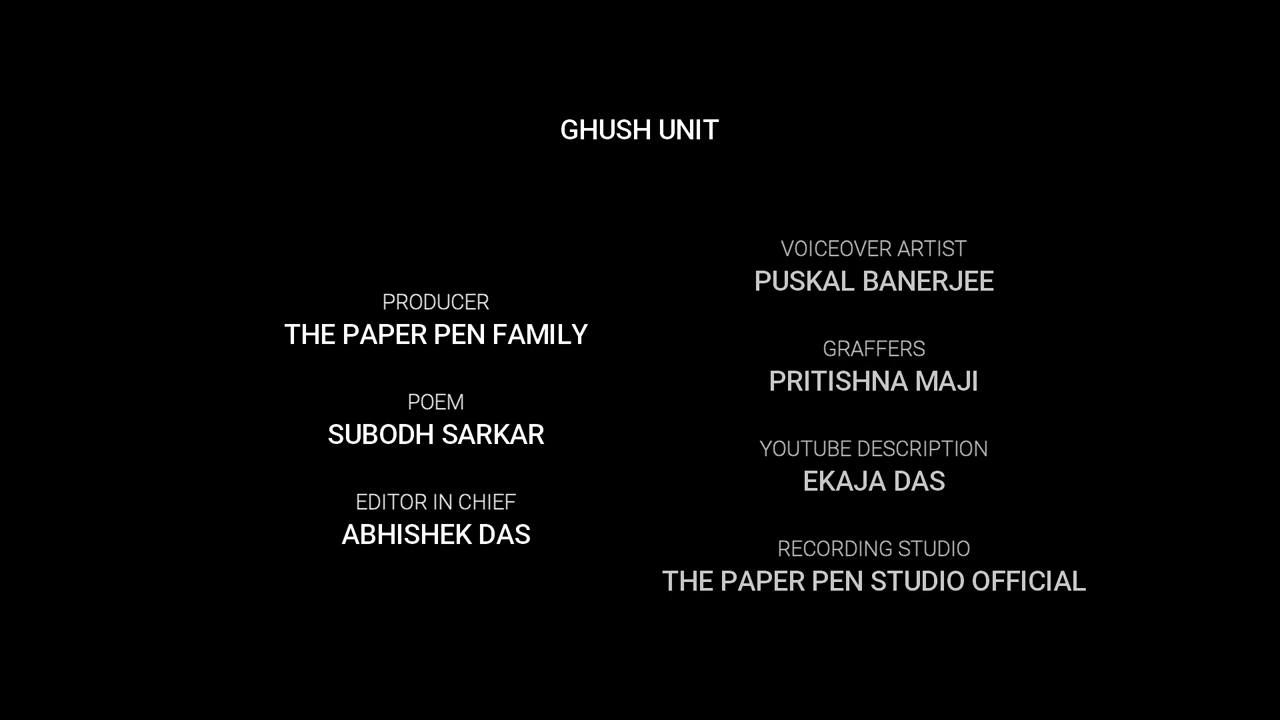 GHUSH UNIT
PRODUCER
THE PAPER PEN FAMILY
POEM
SUBODH SARKAR
EDITOR IN CHIEF
ABHISHEK DAS
VOICEOVER ARTIST
PUSKAL BANERJEE
GRAFFERS
PRITISHNA MAJI
YOUTUBE DESCRIPTION
EKAJA DAS
RECORDING STUDIO
THE PAPER PEN STUDIO OFFICIAL